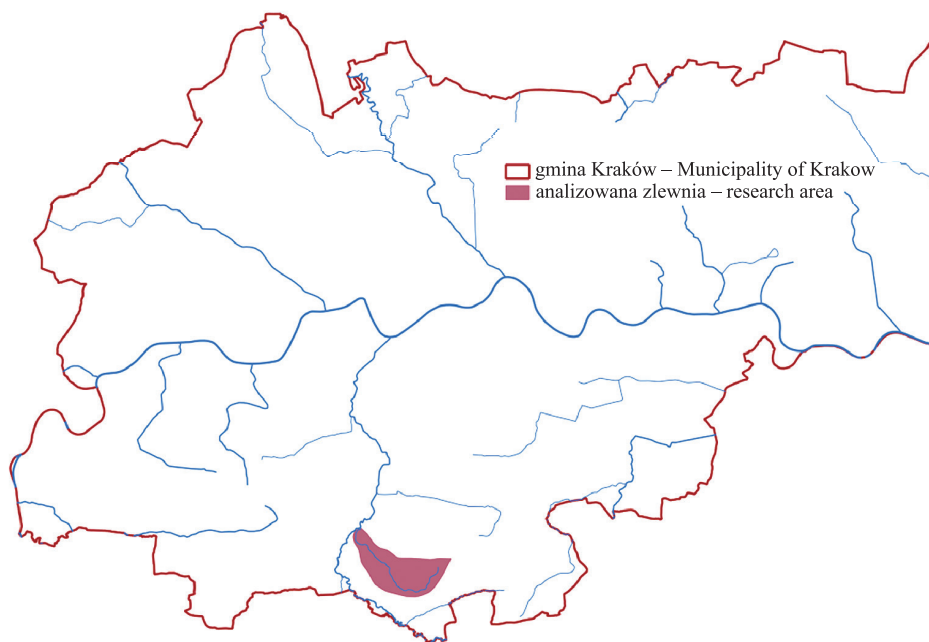 gmina Kraków – Municipality of Krakow
analizowana zlewnia – research area